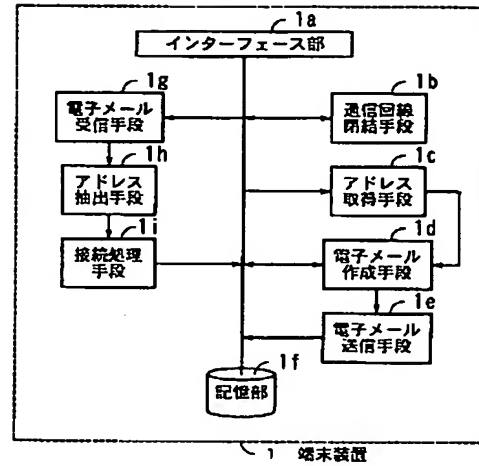 1a
インターフェース部
1g
電子メール
受信手段
1b
通信回線
閉結手段
1h
アドレス
抽出手段
1c
アドレス
取得手段
1i
接続処理
手段
1d
電子メール
作成手段
1e
電子メール
送信手段
1f
記憶部
1 端末装置